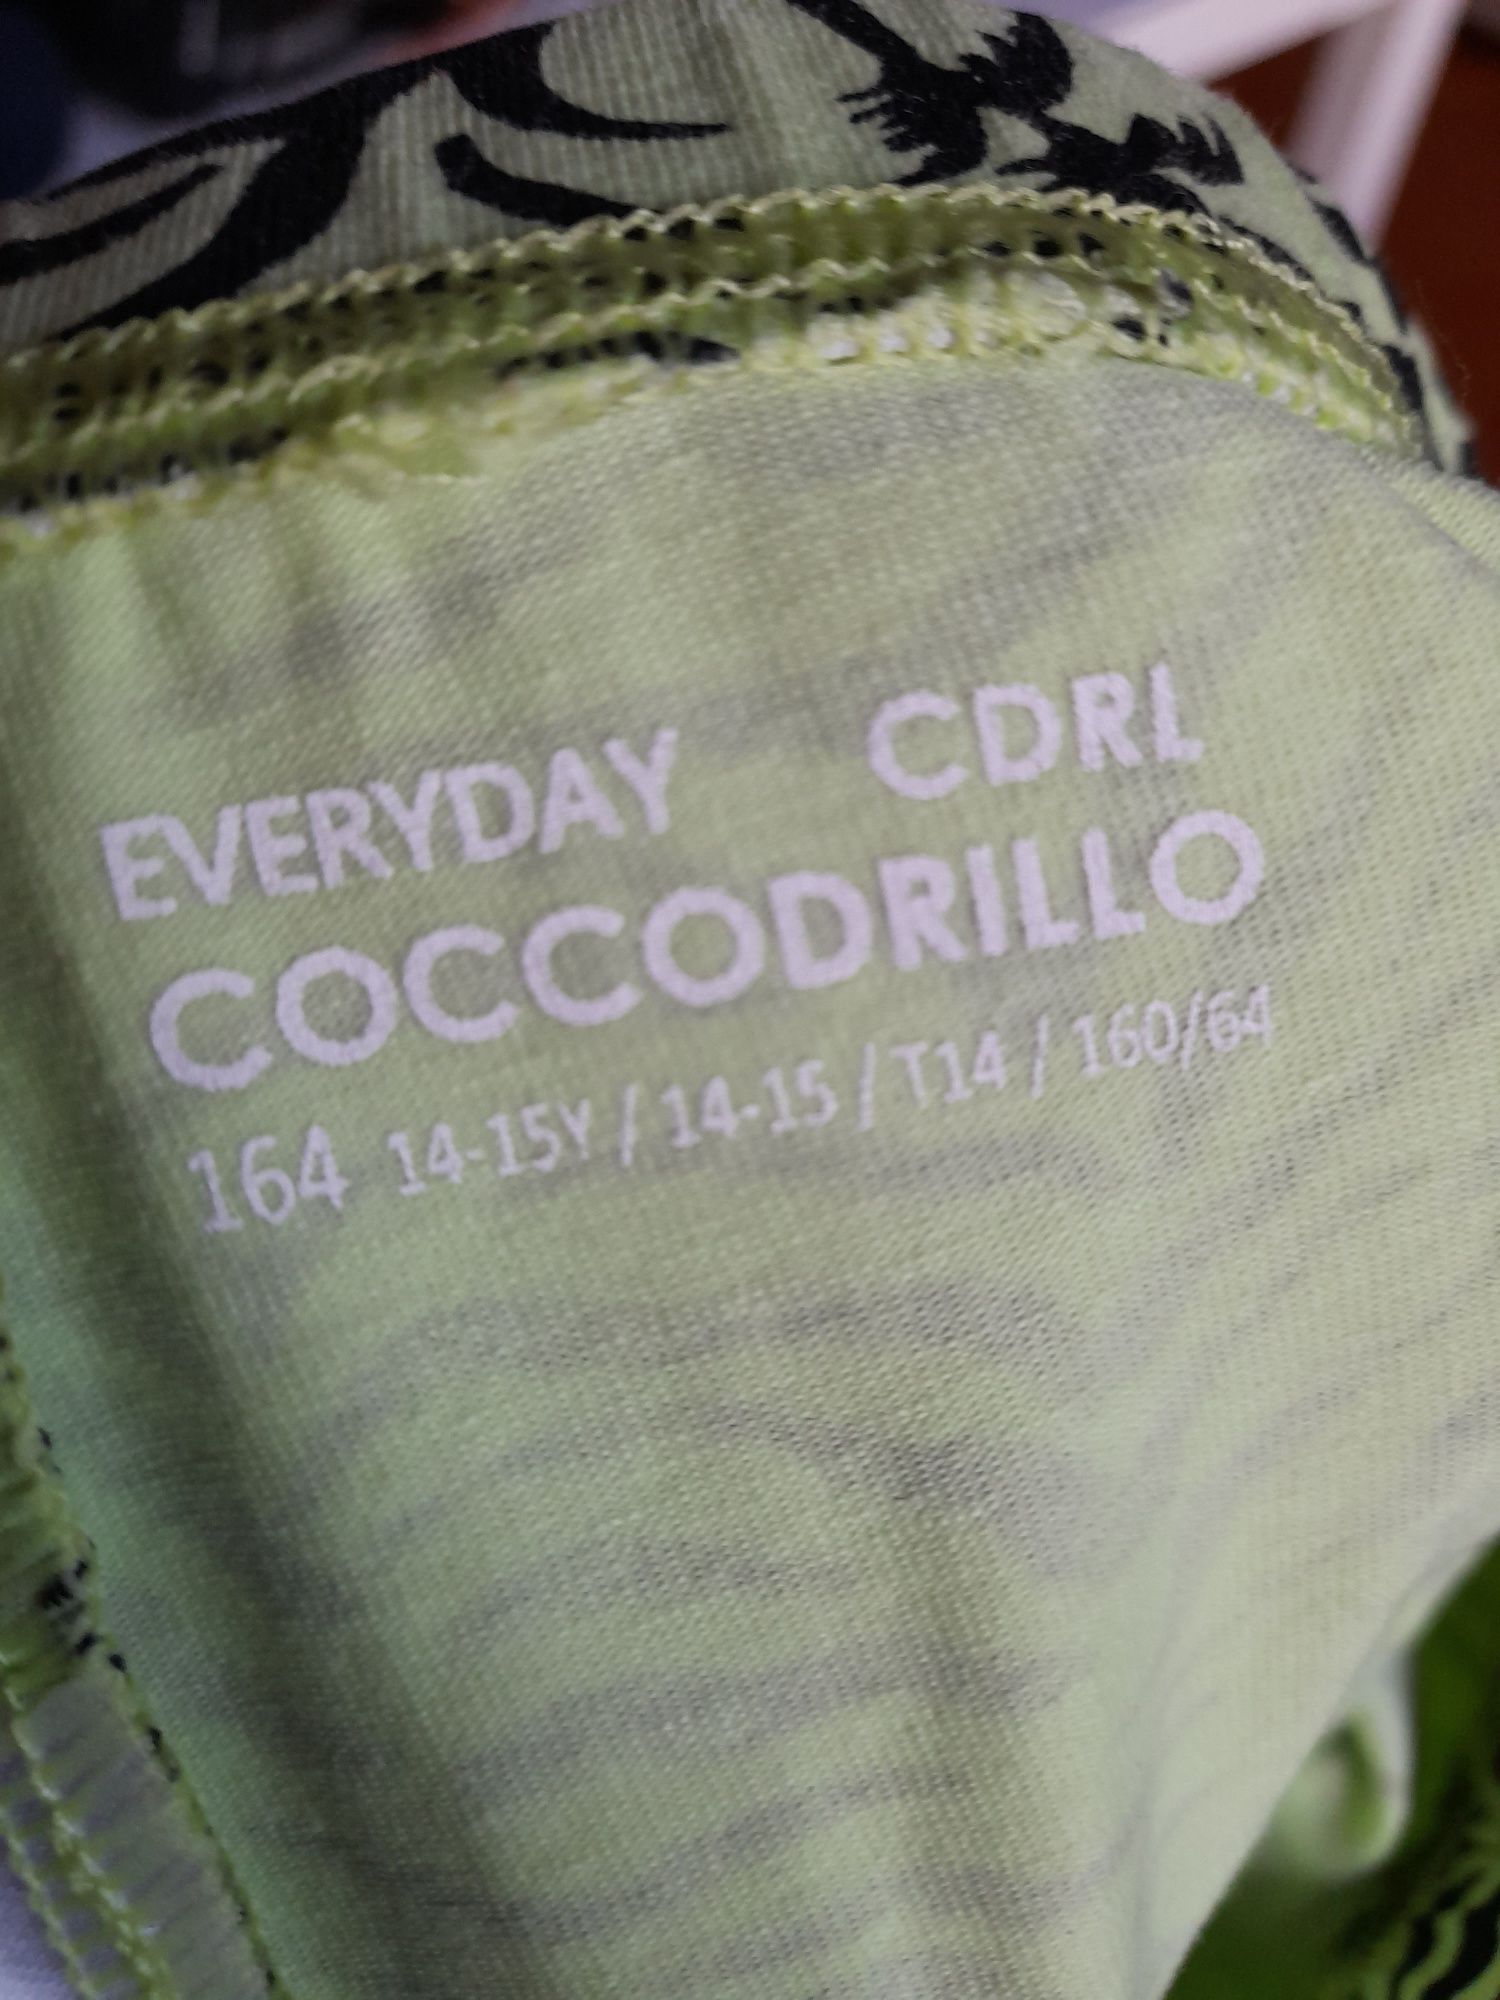 EVERYDAY CDRL
COCCODRILLO
164 14-15Y / 14-15 / T14 / 160/64